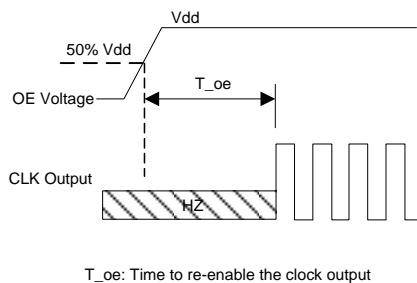 Vdd
50% Vdd
T_oe
OE Voltage
CLK Output
HZ
T_oe: Time to re-enable the clock output